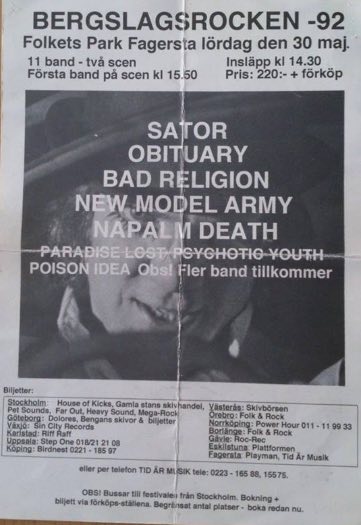 BERGSLAGSROCKEN -92
Folkets Park Fagersta lördag den 30 maj.
11 band - två scen Insläpp kl 14.30
Första band på scen kl 15.50 Pris: 220:- + förköp
SATOR
OBITUARY
BAD RELIGION
NEW MODEL ARMY
NAPALM DEATH
PARADISE LOST, PSYCHOTIC YOUTH
POISON IDEA Obs! Fler band tillkommer
Biljetter:
Stockholm: House of Kicks, Gamla stans skivhandel,
Pet Sounds, Far Out, Heavy Sound, Mega-Rock
Göteborg: Dolores, Bengans skivor & biljetter
Växjö: Sin City Records
Karlstad: Riff Raff
Uppsala: Step One 018/21 21 08
Köping: Birdnest 0221 - 185 97
Västerås: Skivbörsen
Örebro: Folk & Rock
Norrköping: Power Hour 011 - 11 99 33
Borlänge: Folk & Rock
Gävle: Roc-Rec
Eskilstuna: Plattformen
Fagersta: Playman, Tid Är Musik
eller per telefon TID ÄR MUSIK tele: 0223 - 165 88, 155 75.
OBS! Bussar till festivalen från Stockholm. Bokning +
biljett via förköps-ställena. Begränsat antal platser - boka redan nu.